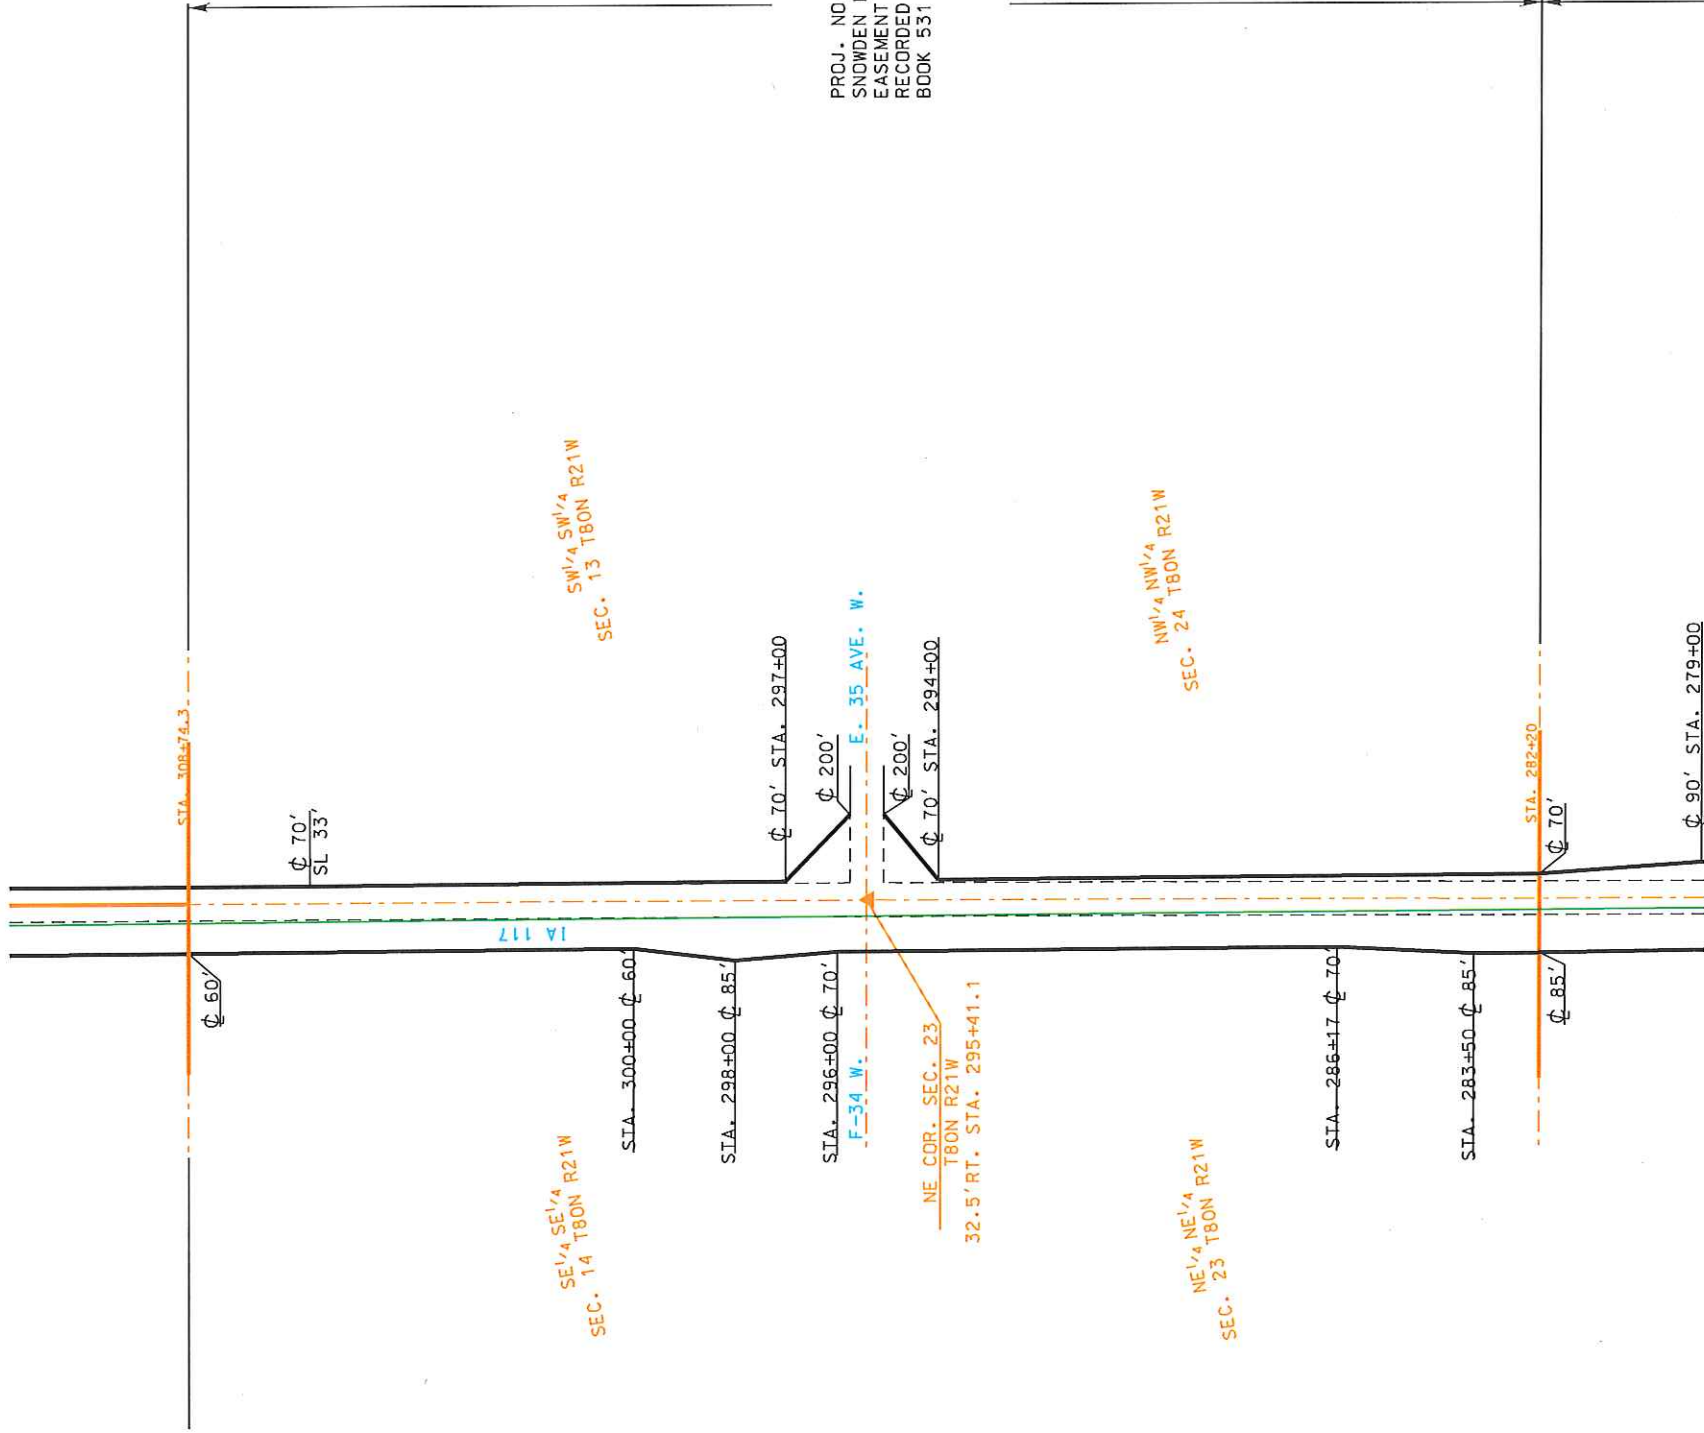 PROJ. NO
SNOWDEN
EASEMENT
RECORDED
BOOK 531
STA. 308+74.3
SW1/4 SW1/4
SEC. 13 T80N R21W
℄ 70'
SL 33'
℄ 70' STA. 297+00
℄ 200'
E. 35 AVE. W.
℄ 200'
℄ 70' STA. 294+00
NW1/4 NW1/4
SEC. 24 T80N R21W
STA. 282+20
℄ 70'
℄ 90' STA. 279+00
IA 117
℄ 60'
STA. 300+00 ℄ 60'
STA. 298+00 ℄ 85'
STA. 296+00 ℄ 70'
F-34 W.
NE COR. SEC. 23
T80N R21W
32.5'RT. STA. 295+41.1
STA. 286+17 ℄ 70'
STA. 283+50 ℄ 85'
℄ 85'
SE1/4 SE1/4
SEC. 14 T80N R21W
NE1/4 NE1/4
SEC. 23 T80N R21W